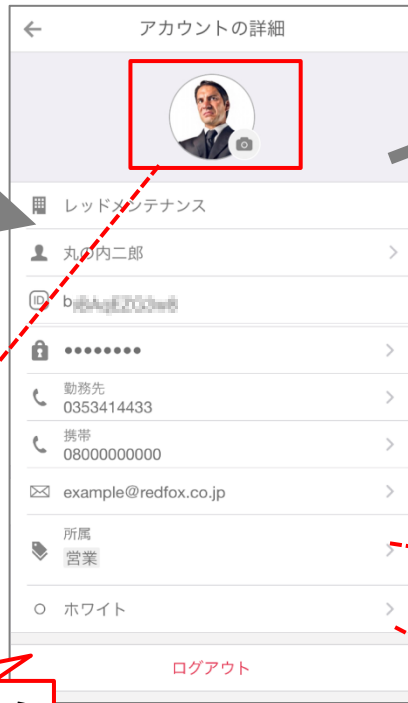 アカウントの詳細
レッドメンテナンス
丸の内二郎
ID
b
••••••••
勤務先
0353414433
携帯
08000000000
example@redfox.co.jp
所属
営業
ホワイト
ログアウト